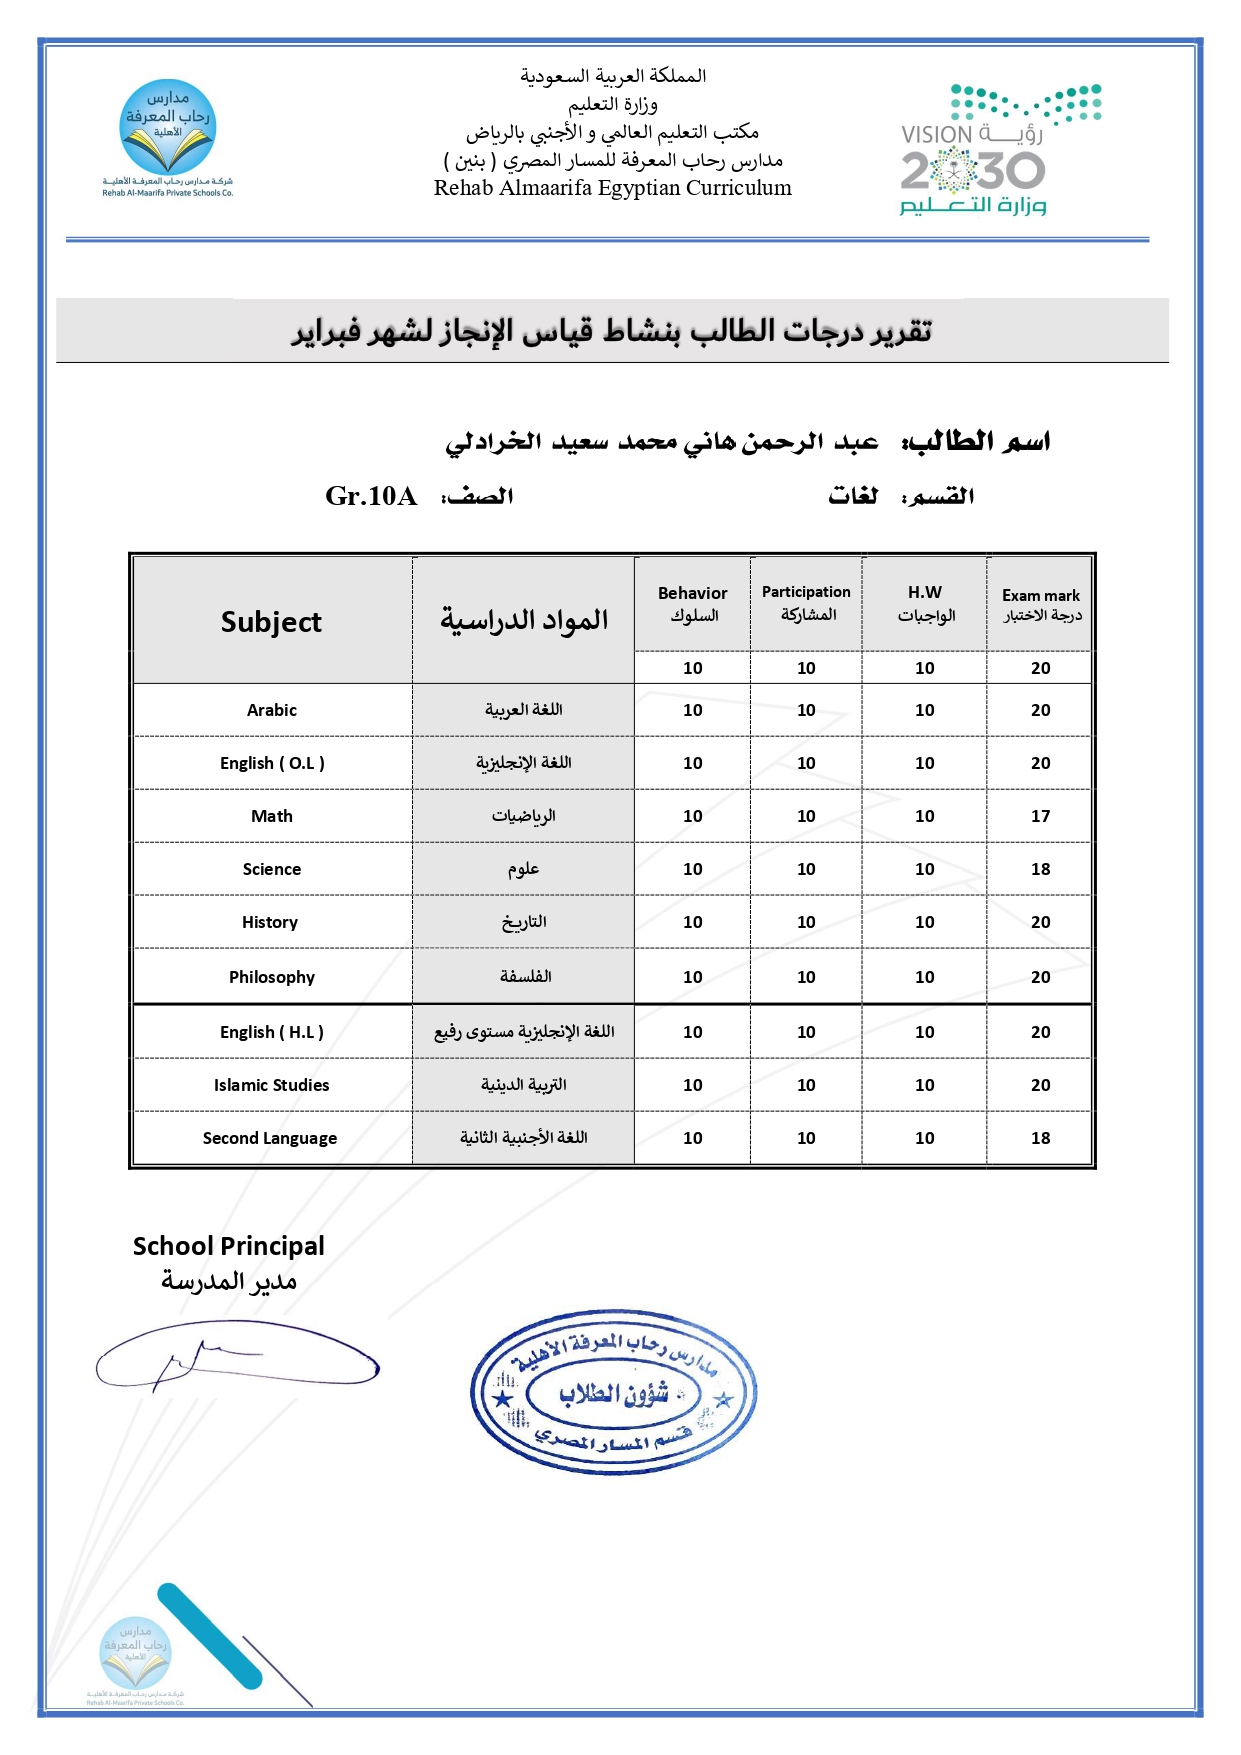 مدارس
رحاب المعرفة
الأهلية
شركة مدارس رحاب المعرفة الأهلية
Rehab Al-Maarifa Private Schools Co.
المملكة العربية السعودية
وزارة التعليم
مكتب التعليم العالمي و الأجنبي بالرياض
مدارس رحاب المعرفة للمسار المصري ( بنين )
Rehab Almaarifa Egyptian Curriculum
VISION رؤيـــة
2030
وزارة التعـــليم
تقرير درجات الطالب بنشاط قياس الإنجاز لشهر فبراير
اسم الطالب: عبد الرحمن هاني محمد سعيد الخرادلي
القسم: لغات الصف: Gr.10A
Subject المواد الدراسية Behavior السلوك Participation المشاركة H.W الواجبات Exam mark درجة الاختبار
10 10 10 20
Arabic اللغة العربية 10 10 10 20
English ( O.L ) اللغة الإنجليزية 10 10 10 20
Math الرياضيات 10 10 10 17
Science علوم 10 10 10 18
History التاريخ 10 10 10 20
Philosophy الفلسفة 10 10 10 20
English ( H.L ) اللغة الإنجليزية مستوى رفيع 10 10 10 20
Islamic Studies التربية الدينية 10 10 10 20
Second Language اللغة الأجنبية الثانية 10 10 10 18
School Principal
مدير المدرسة
مدارس رحاب المعرفة الأهلية
شؤون الطلاب
قسم المسار المصري
مدارس
رحاب المعرفة
الأهلية
شركة مدارس رحاب المعرفة الأهلية
Rehab Al-Maarifa Private Schools Co.